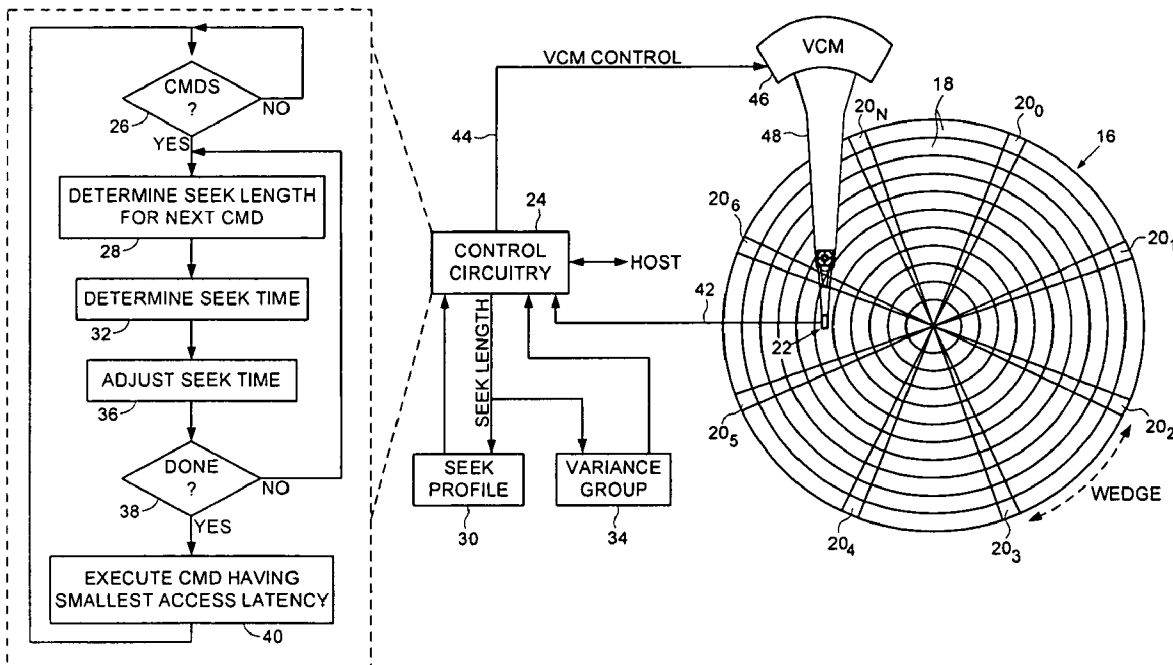 CMDS
?
NO
26
YES
DETERMINE SEEK LENGTH
FOR NEXT CMD
28
DETERMINE SEEK TIME
32
ADJUST SEEK TIME
36
DONE
?
NO
38
YES
EXECUTE CMD HAVING
SMALLEST ACCESS LATENCY
40
VCM CONTROL
44
24
CONTROL
CIRCUITRY
HOST
SEEK LENGTH
42
SEEK
PROFILE
30
VARIANCE
GROUP
34
VCM
46
48
18
16
22
20N
200
201
202
203
204
205
206
WEDGE